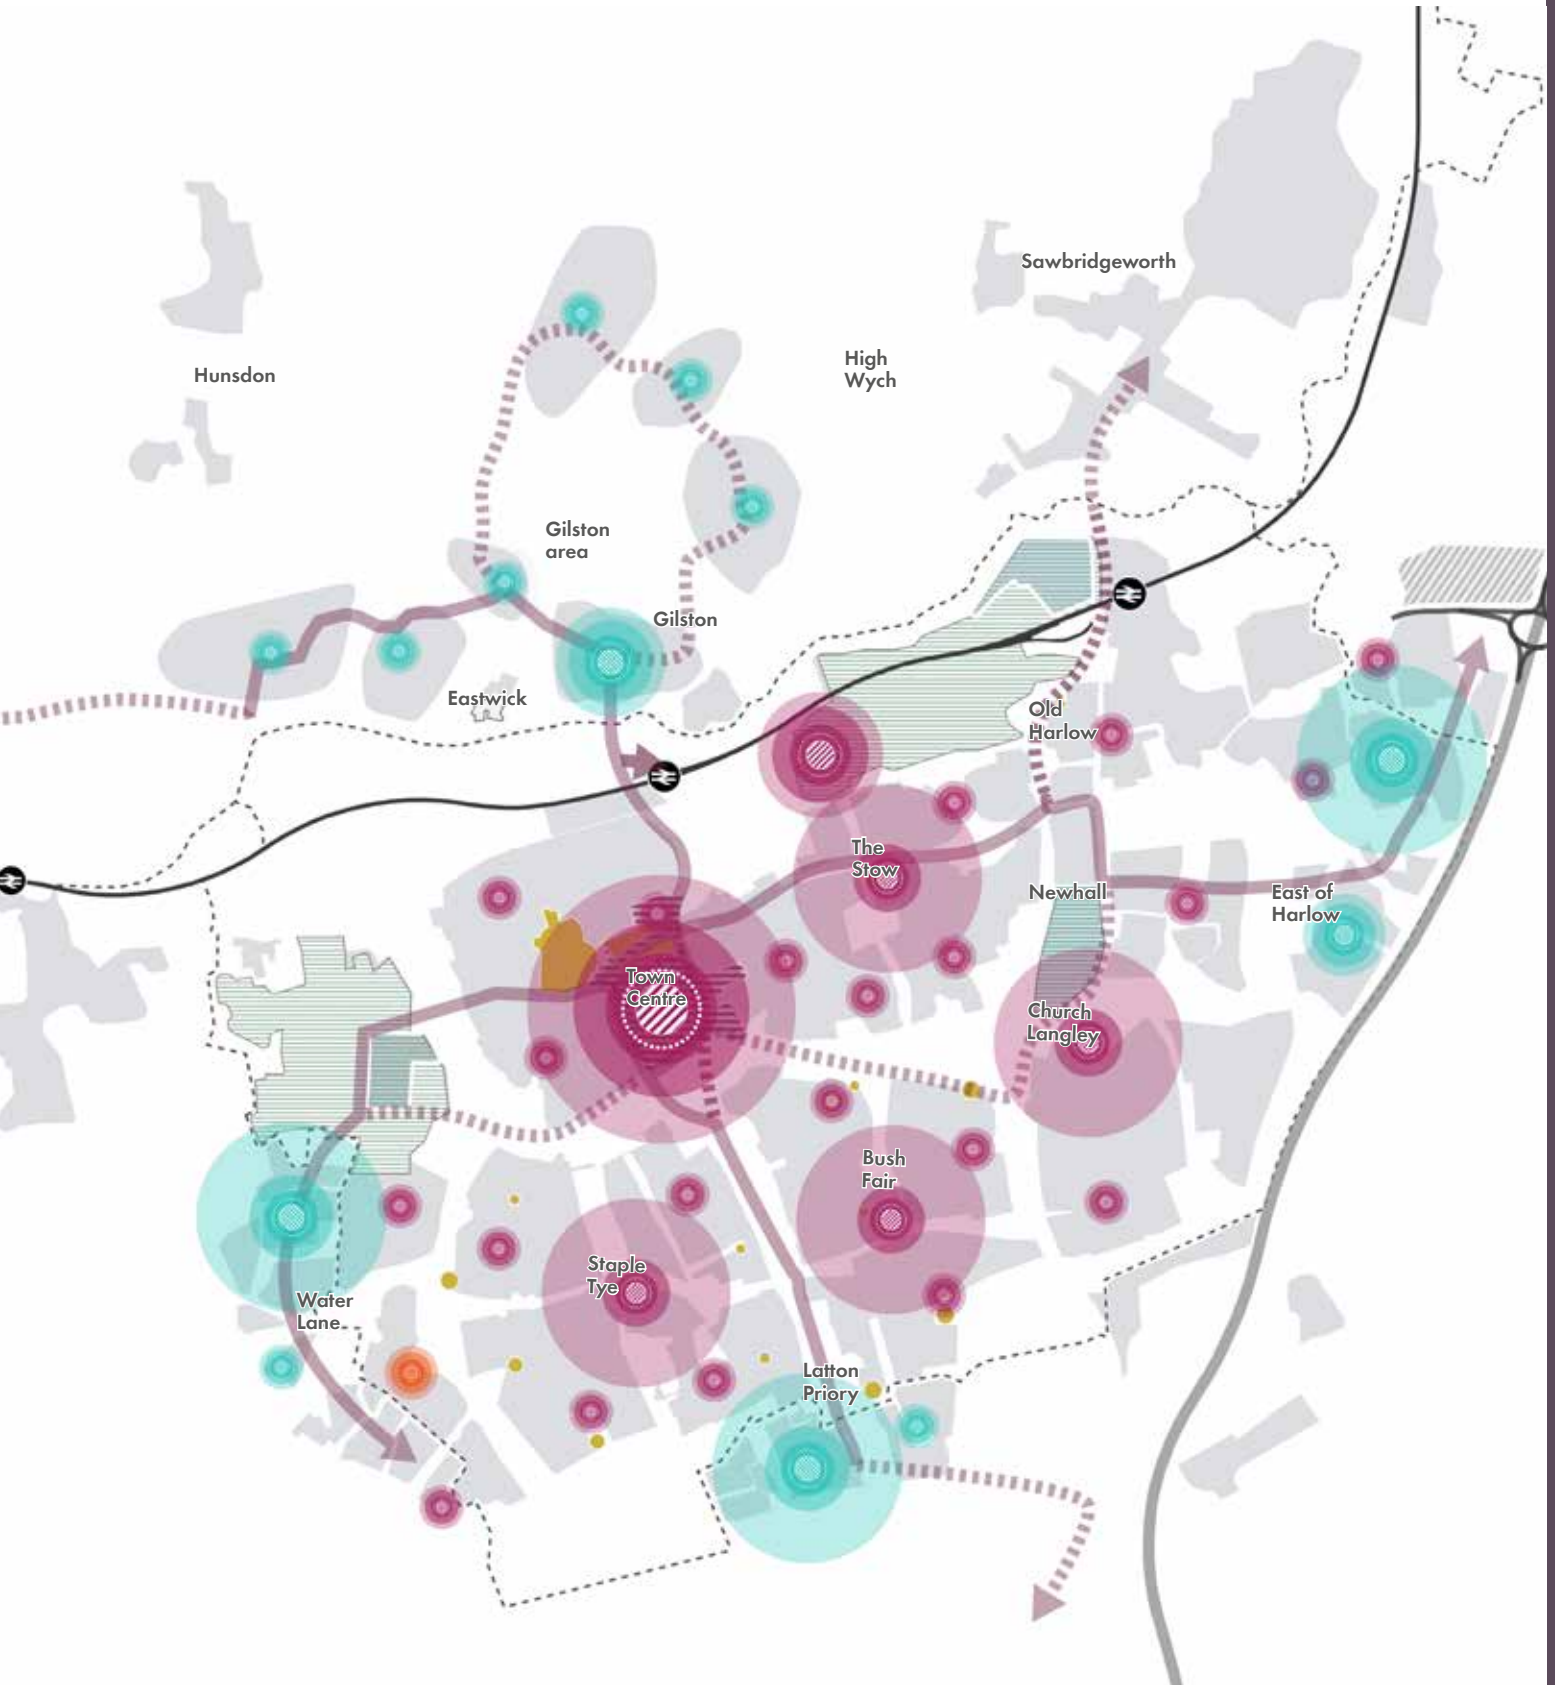 Sawbridgeworth
High
Wych
Hunsdon
Gilston
area
Gilston
Eastwick
Old
Harlow
The
Stow
Newhall
East of
Harlow
Town
Centre
Church
Langley
Bush
Fair
Staple
Tye
Water
Lane
Latton
Priory